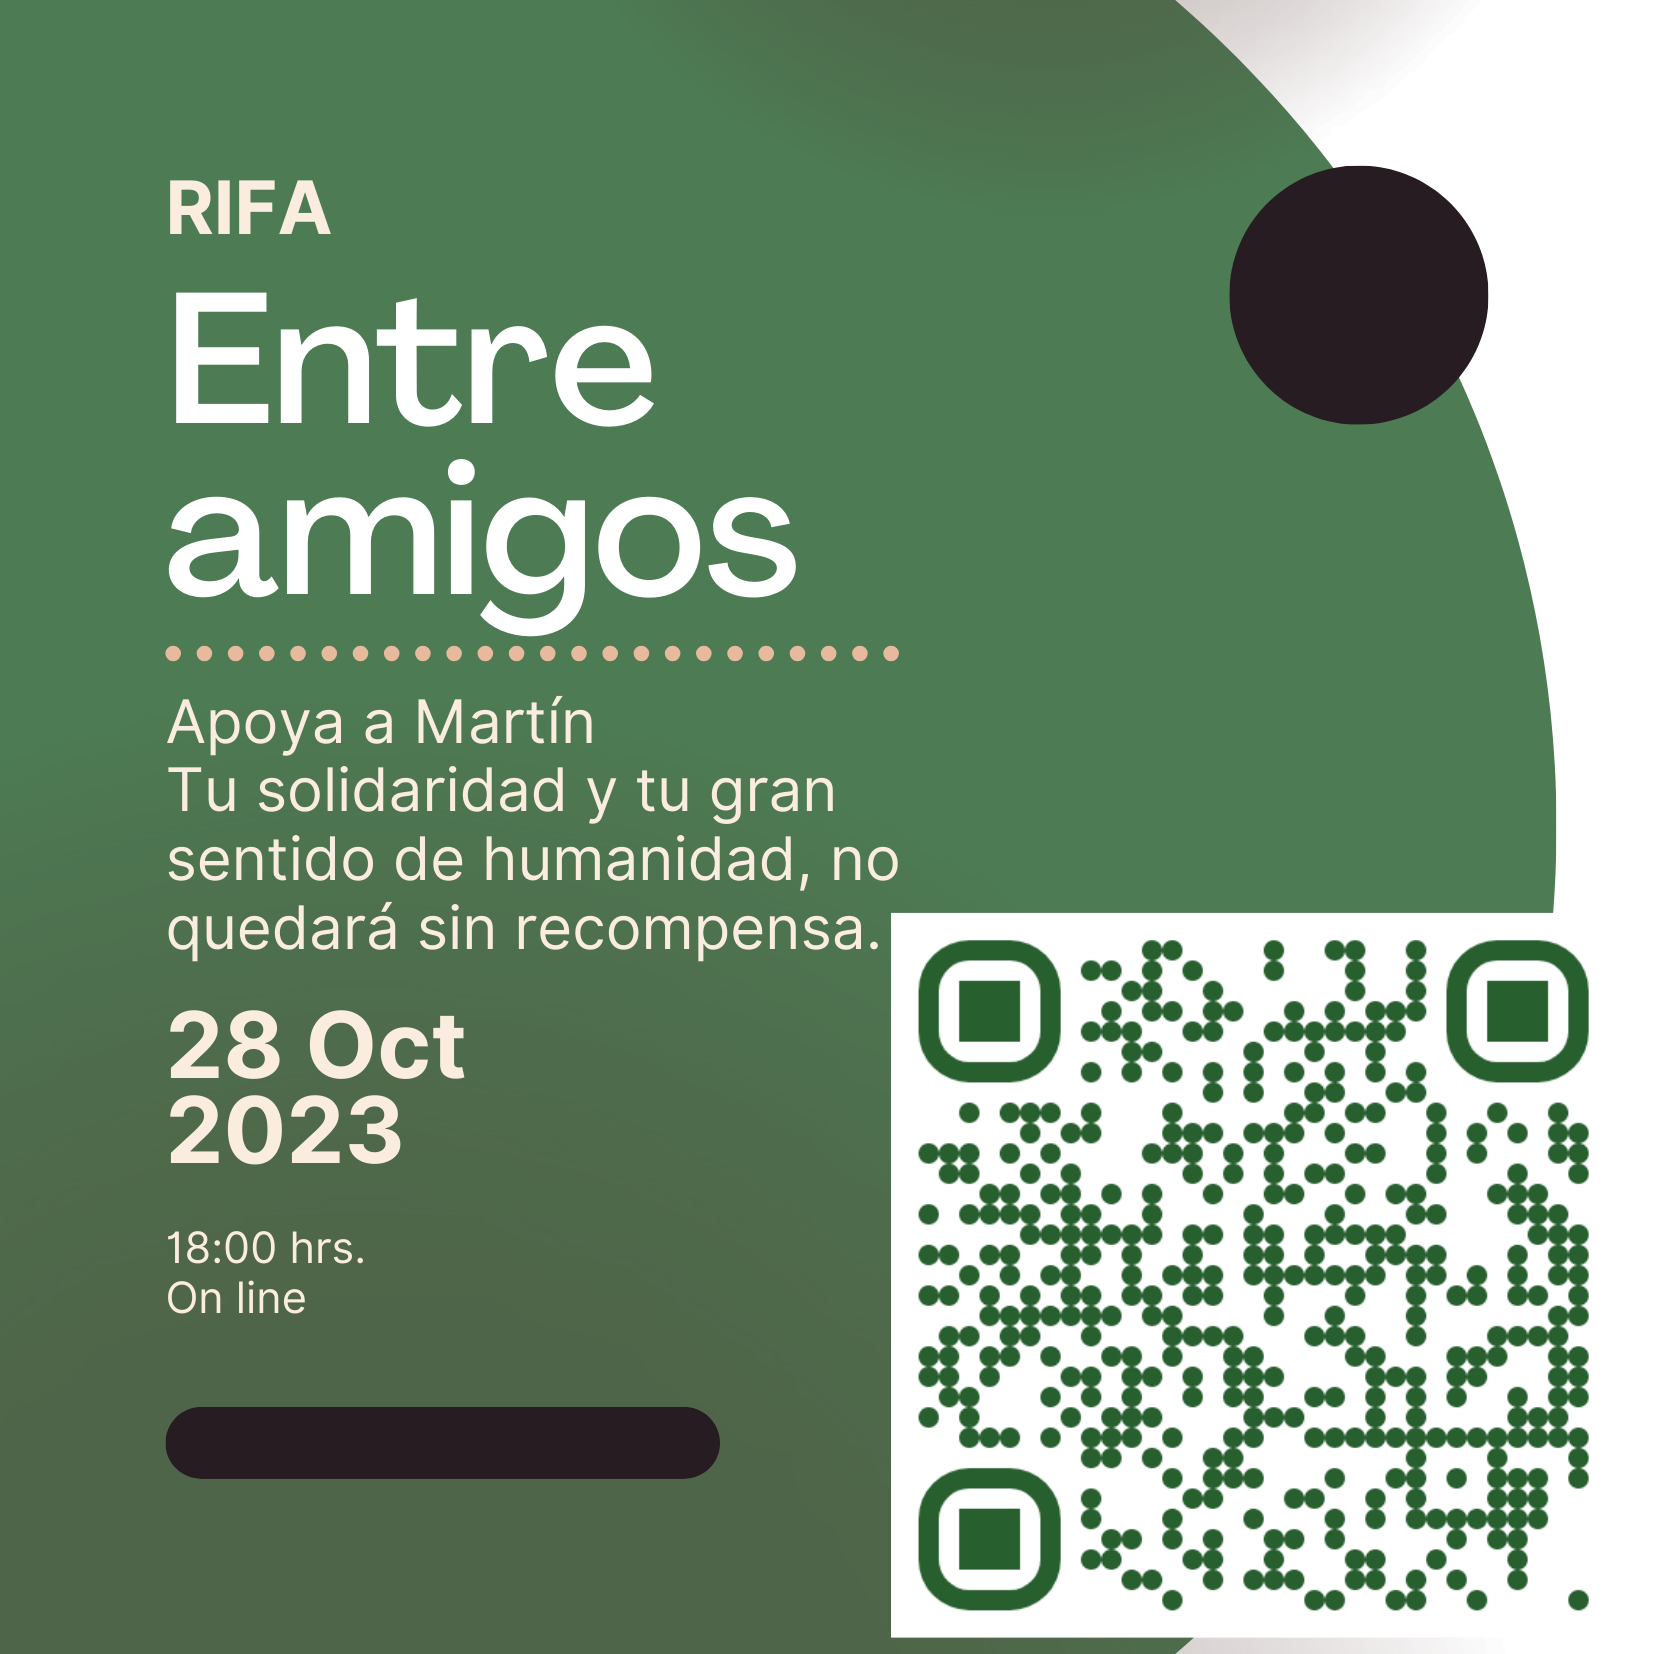 RIFA
Entre
amigos
Apoya a Martín
Tu solidaridad y tu gran
sentido de humanidad, no
quedará sin recompensa.
28 Oct
2023
18:00 hrs.
On line